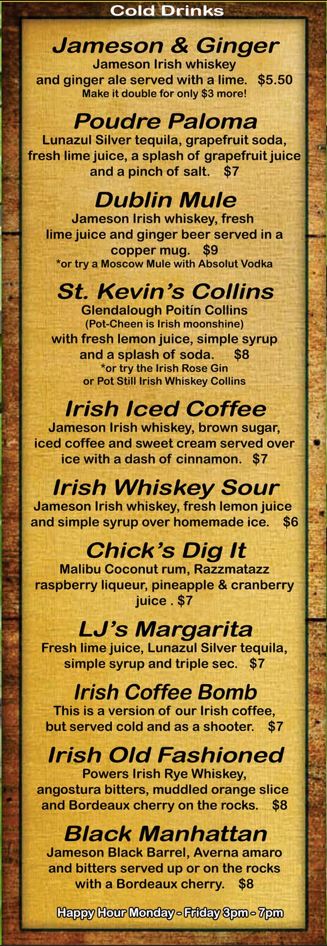 Cold Drinks
Jameson & Ginger
Jameson Irish whiskey
and ginger ale served with a lime. $5.50
Make it double for only $3 more!
Poudre Paloma
Lunazul Silver tequila, grapefruit soda,
fresh lime juice, a splash of grapefruit juice
and a pinch of salt. $7
Dublin Mule
Jameson Irish whiskey, fresh
lime juice and ginger beer served in a
copper mug. $9
*or try a Moscow Mule with Absolut Vodka
St. Kevin's Collins
Glendalough Poitín Collins
(Pot-Cheen is Irish moonshine)
with fresh lemon juice, simple syrup
and a splash of soda. $8
*or try the Irish Rose Gin
or Pot Still Irish Whiskey Collins
Irish Iced Coffee
Jameson Irish whiskey, brown sugar,
iced coffee and sweet cream served over
ice with a dash of cinnamon. $7
Irish Whiskey Sour
Jameson Irish whiskey, fresh lemon juice
and simple syrup over homemade ice. $6
Chick's Dig It
Malibu Coconut rum, Razzmatazz
raspberry liqueur, pineapple & cranberry
juice . $7
LJ's Margarita
Fresh lime juice, Lunazul Silver tequila,
simple syrup and triple sec. $7
Irish Coffee Bomb
This is a version of our Irish coffee,
but served cold and as a shooter. $7
Irish Old Fashioned
Powers Irish Rye Whiskey,
angostura bitters, muddled orange slice
and Bordeaux cherry on the rocks. $8
Black Manhattan
Jameson Black Barrel, Averna amaro
and bitters served up or on the rocks
with a Bordeaux cherry. $8
Happy Hour Monday - Friday 3pm - 7pm